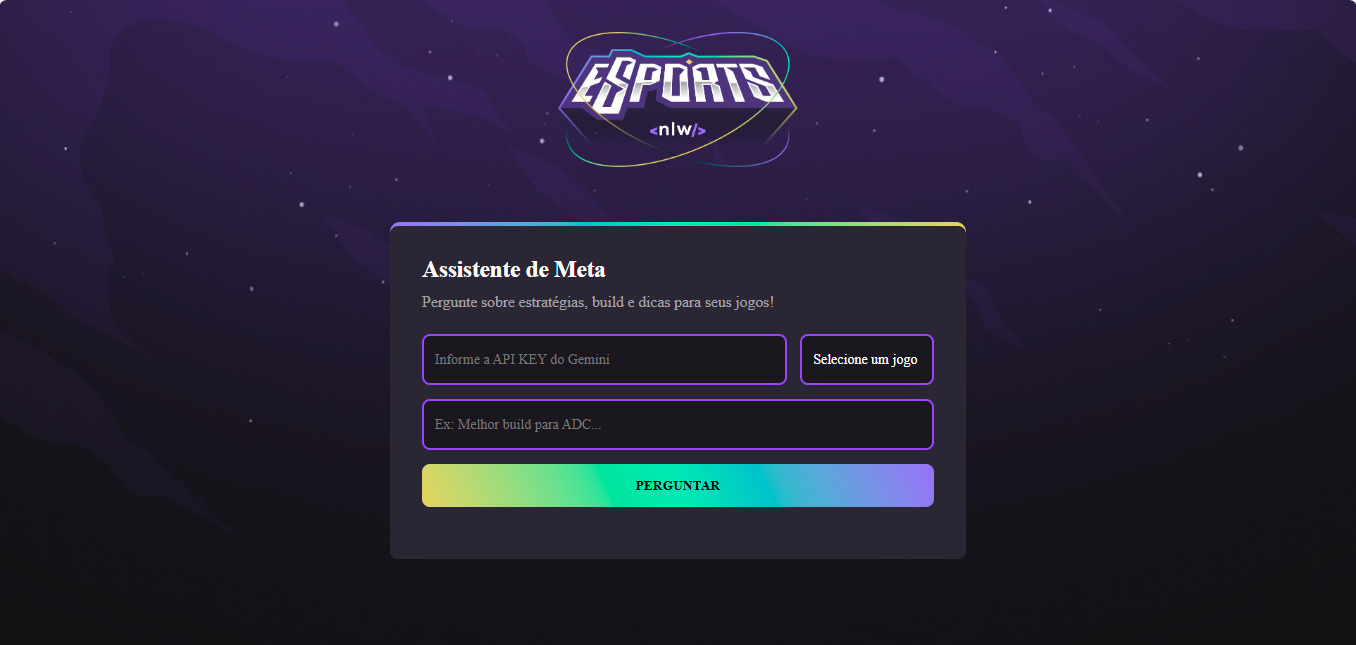 ESPORTS
<nlw/>
Assistente de Meta
Pergunte sobre estratégias, build e dicas para seus jogos!
Informe a API KEY do Gemini
Selecione um jogo
Ex: Melhor build para ADC...
PERGUNTAR